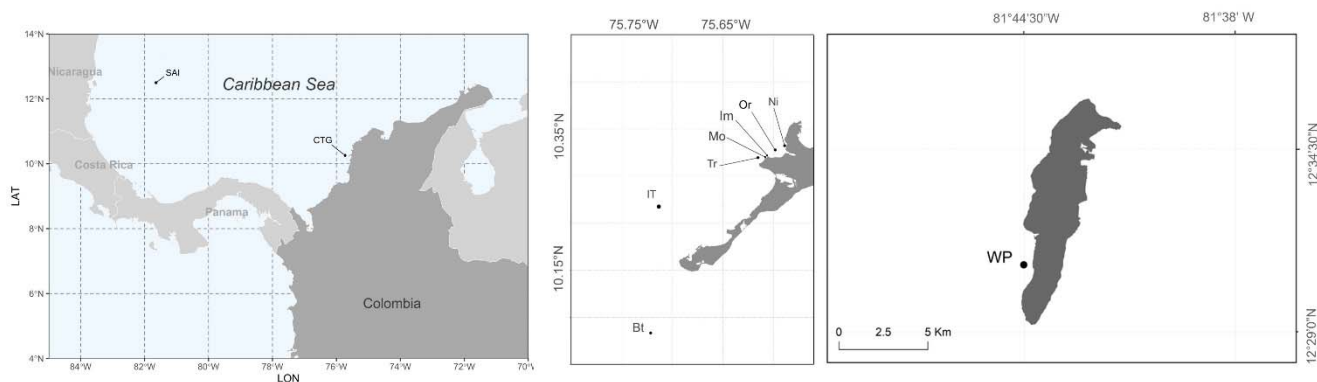 75.75°W 75.65°W 81°44'30"W 81°38' W
Nicaragua
SAI
Caribbean Sea
12°N
CTG
10°N
Costa Rica
8°N
Panama
6°N
Colombia
4°N
LAT
84°W 82°W 80°W 78°W 76°W 74°W 72°W 70°W
LON
10.35°N
10.15°N
Ni
Or
Im
Mo
Tr
IT
Bt
12°34'30"N
WP
0 2.5 5 Km
12°29'0"N